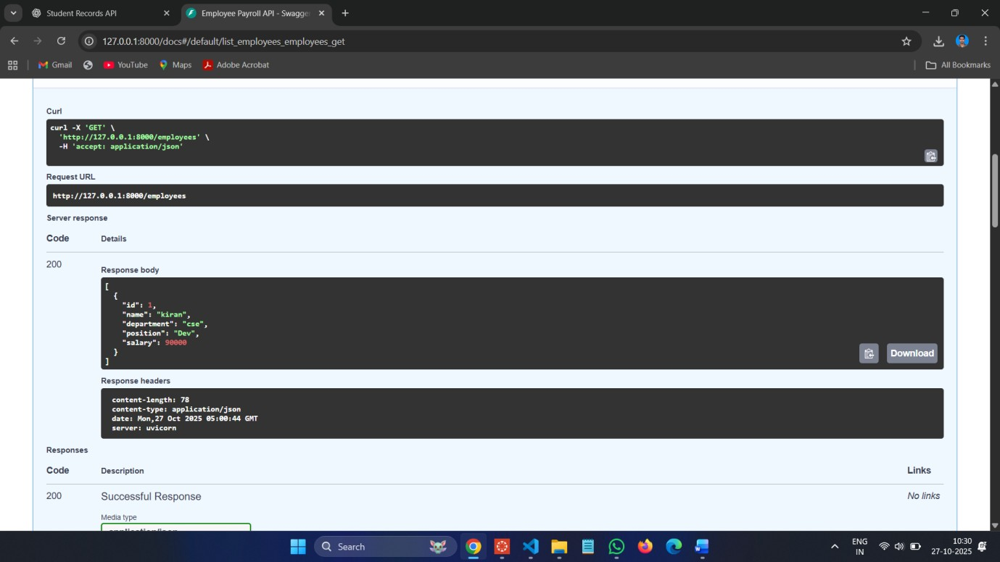 Student Records API
Employee Payroll API - Swagger
127.0.0.1:8000/docs#/default/list_employees_employees_get
Gmail
YouTube
Maps
Adobe Acrobat
All Bookmarks
Curl
curl -X 'GET' \
'http://127.0.0.1:8000/employees' \
-H 'accept: application/json'
Request URL
http://127.0.0.1:8000/employees
Server response
Code Details
200
Response body
[
{
"id": 1,
"name": "kiran",
"department": "cse",
"position": "Dev",
"salary": 90000
}
]
Download
Response headers
content-length: 78
content-type: application/json
date: Mon,27 Oct 2025 05:00:44 GMT
server: uvicorn
Responses
Code Description Links
200 Successful Response No links
Media type
application/json
Search
ENG
IN
10:30
27-10-2025